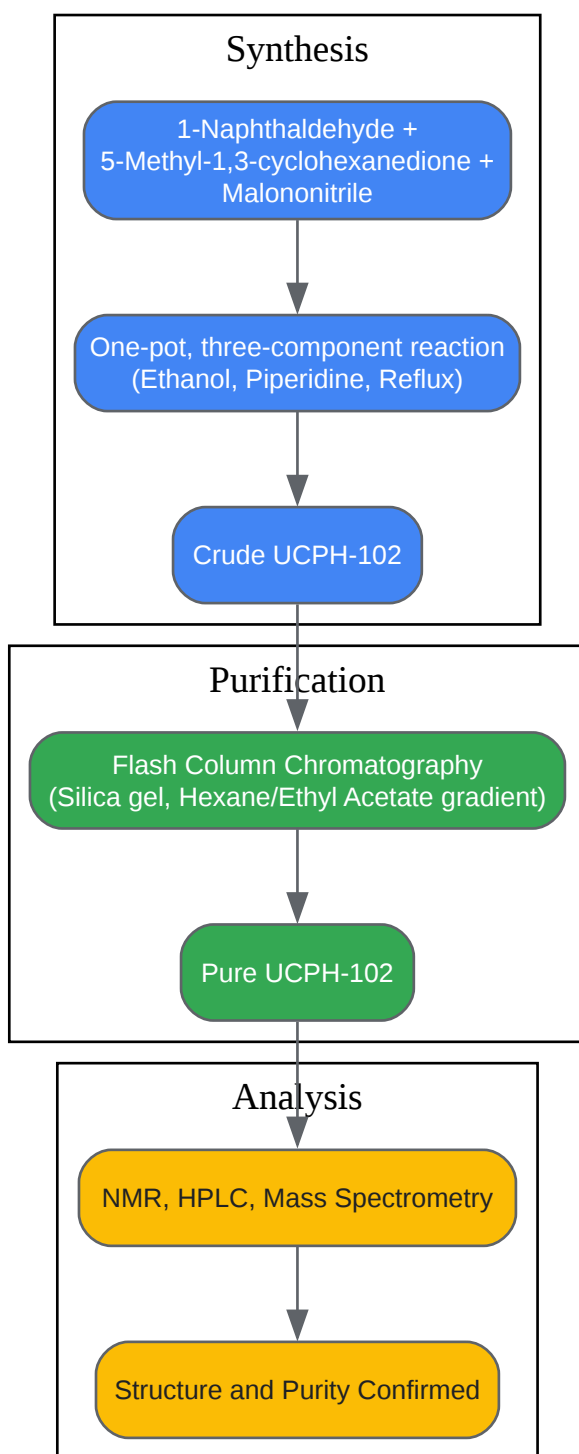 Synthesis
1-Naphthaldehyde +
5-Methyl-1,3-cyclohexanedione +
Malononitrile
One-pot, three-component reaction
(Ethanol, Piperidine, Reflux)
Crude UCPH-102
Purification
Flash Column Chromatography
(Silica gel, Hexane/Ethyl Acetate gradient)
Pure UCPH-102
Analysis
NMR, HPLC, Mass Spectrometry
Structure and Purity Confirmed